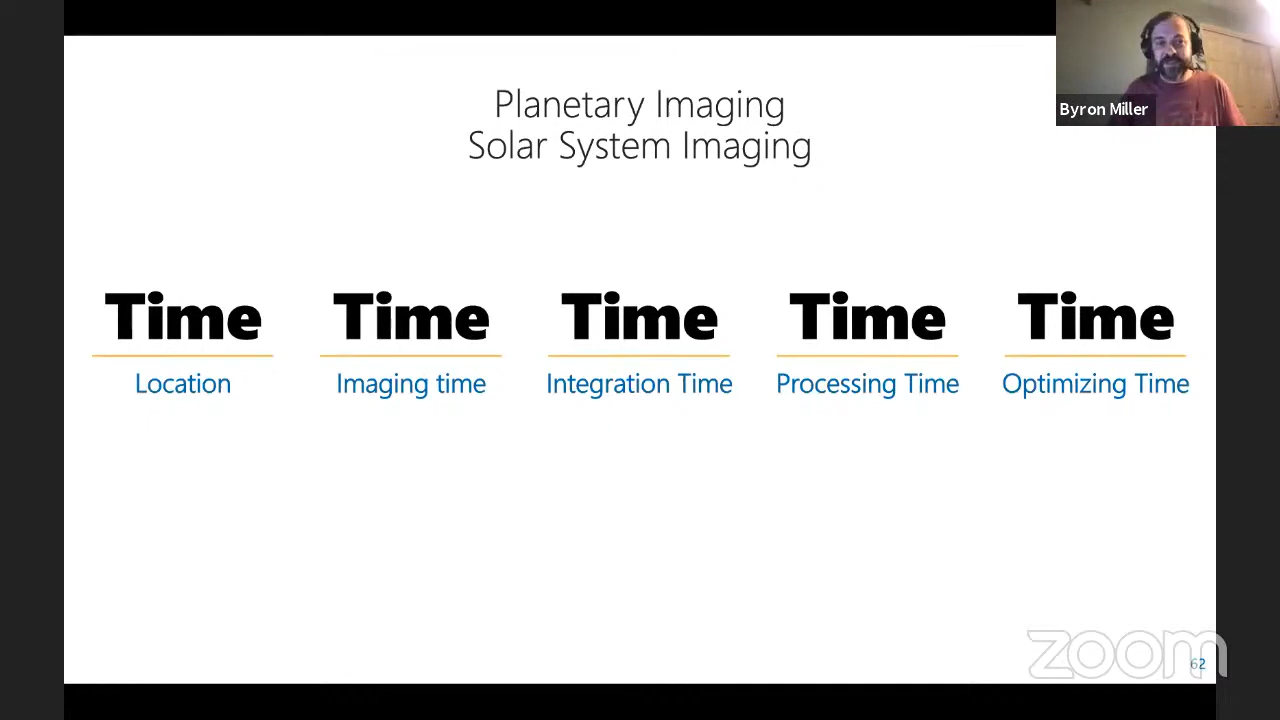 Byron Miller
Planetary Imaging
Solar System Imaging
Time Time Time Time Time
Location Imaging time Integration Time Processing Time Optimizing Time
zoom
62